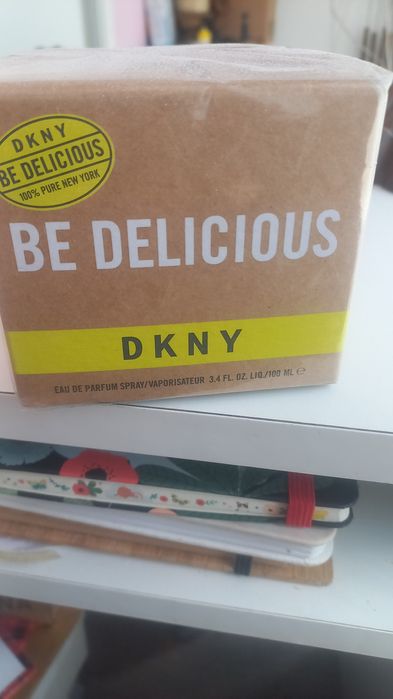 DKNY
BE DELICIOUS
100% PURE NEW YORK
BE DELICIOUS
DKNY
EAU DE PARFUM SPRAY/VAPORISATEUR 3.4 FL. OZ. LIQ./100 ML ℮